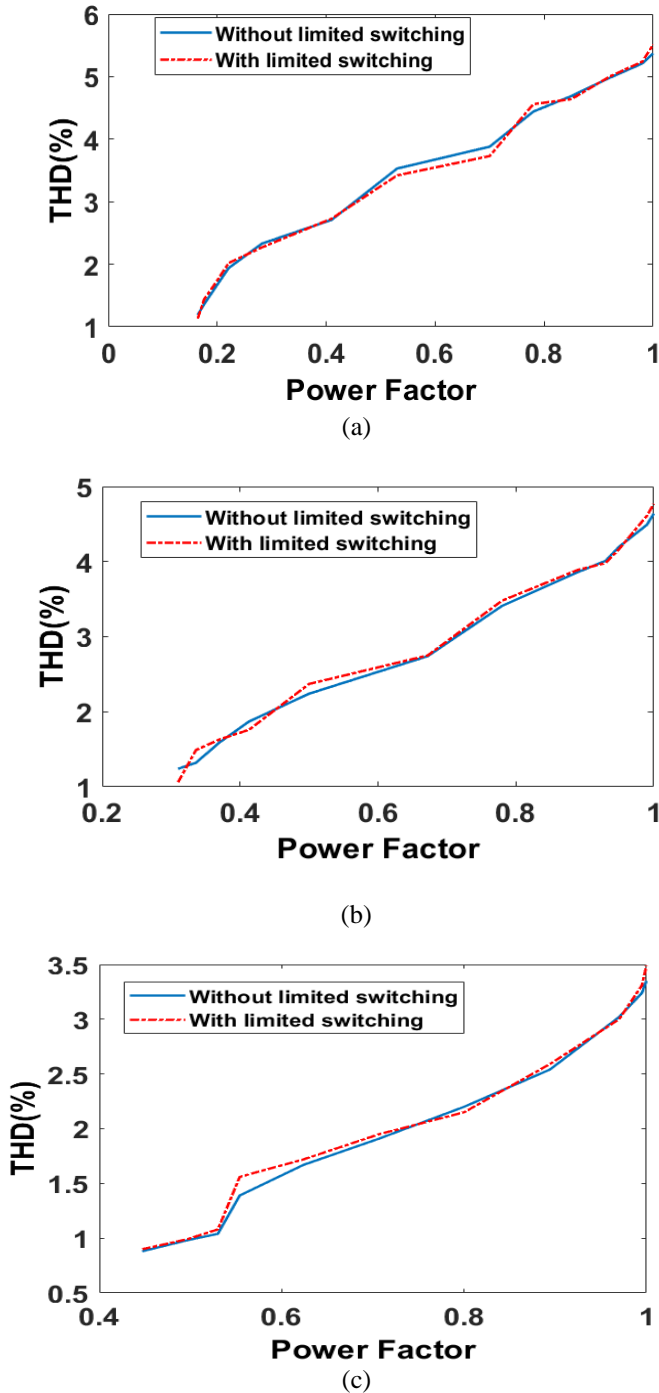 6
5
4
3
2
1
THD(%)
Without limited switching
With limited switching
0 0.2 0.4 0.6 0.8 1
Power Factor
(a)
5
4
3
2
1
THD(%)
Without limited switching
With limited switching
0.2 0.4 0.6 0.8 1
Power Factor
(b)
3.5
3
2.5
2
1.5
1
0.5
THD(%)
Without limited switching
With limited switching
0.4 0.6 0.8 1
Power Factor
(c)